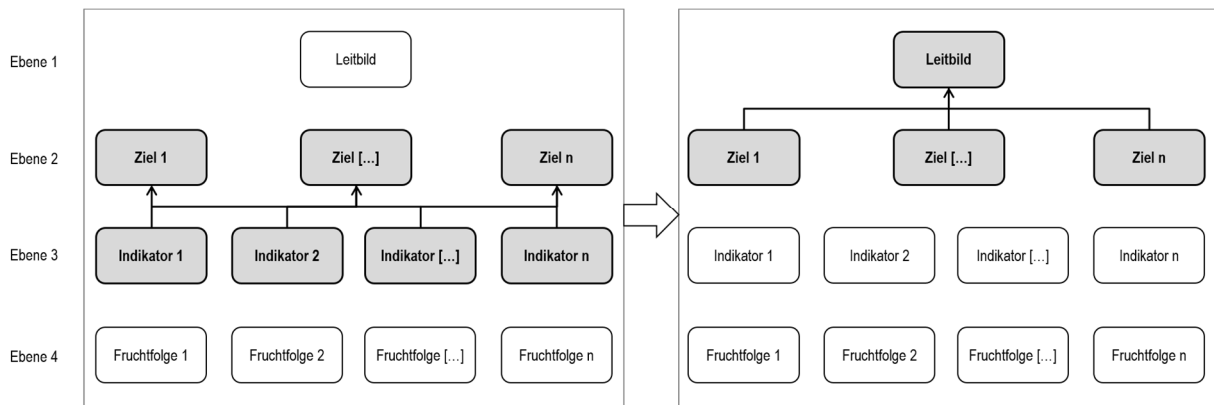 Ebene 1
Leitbild
Leitbild
Ebene 2
Ziel 1
Ziel [...]
Ziel n
Ziel 1
Ziel [...]
Ziel n
Ebene 3
Indikator 1
Indikator 2
Indikator [...]
Indikator n
Indikator 1
Indikator 2
Indikator [...]
Indikator n
Ebene 4
Fruchtfolge 1
Fruchtfolge 2
Fruchtfolge [...]
Fruchtfolge n
Fruchtfolge 1
Fruchtfolge 2
Fruchtfolge [...]
Fruchtfolge n